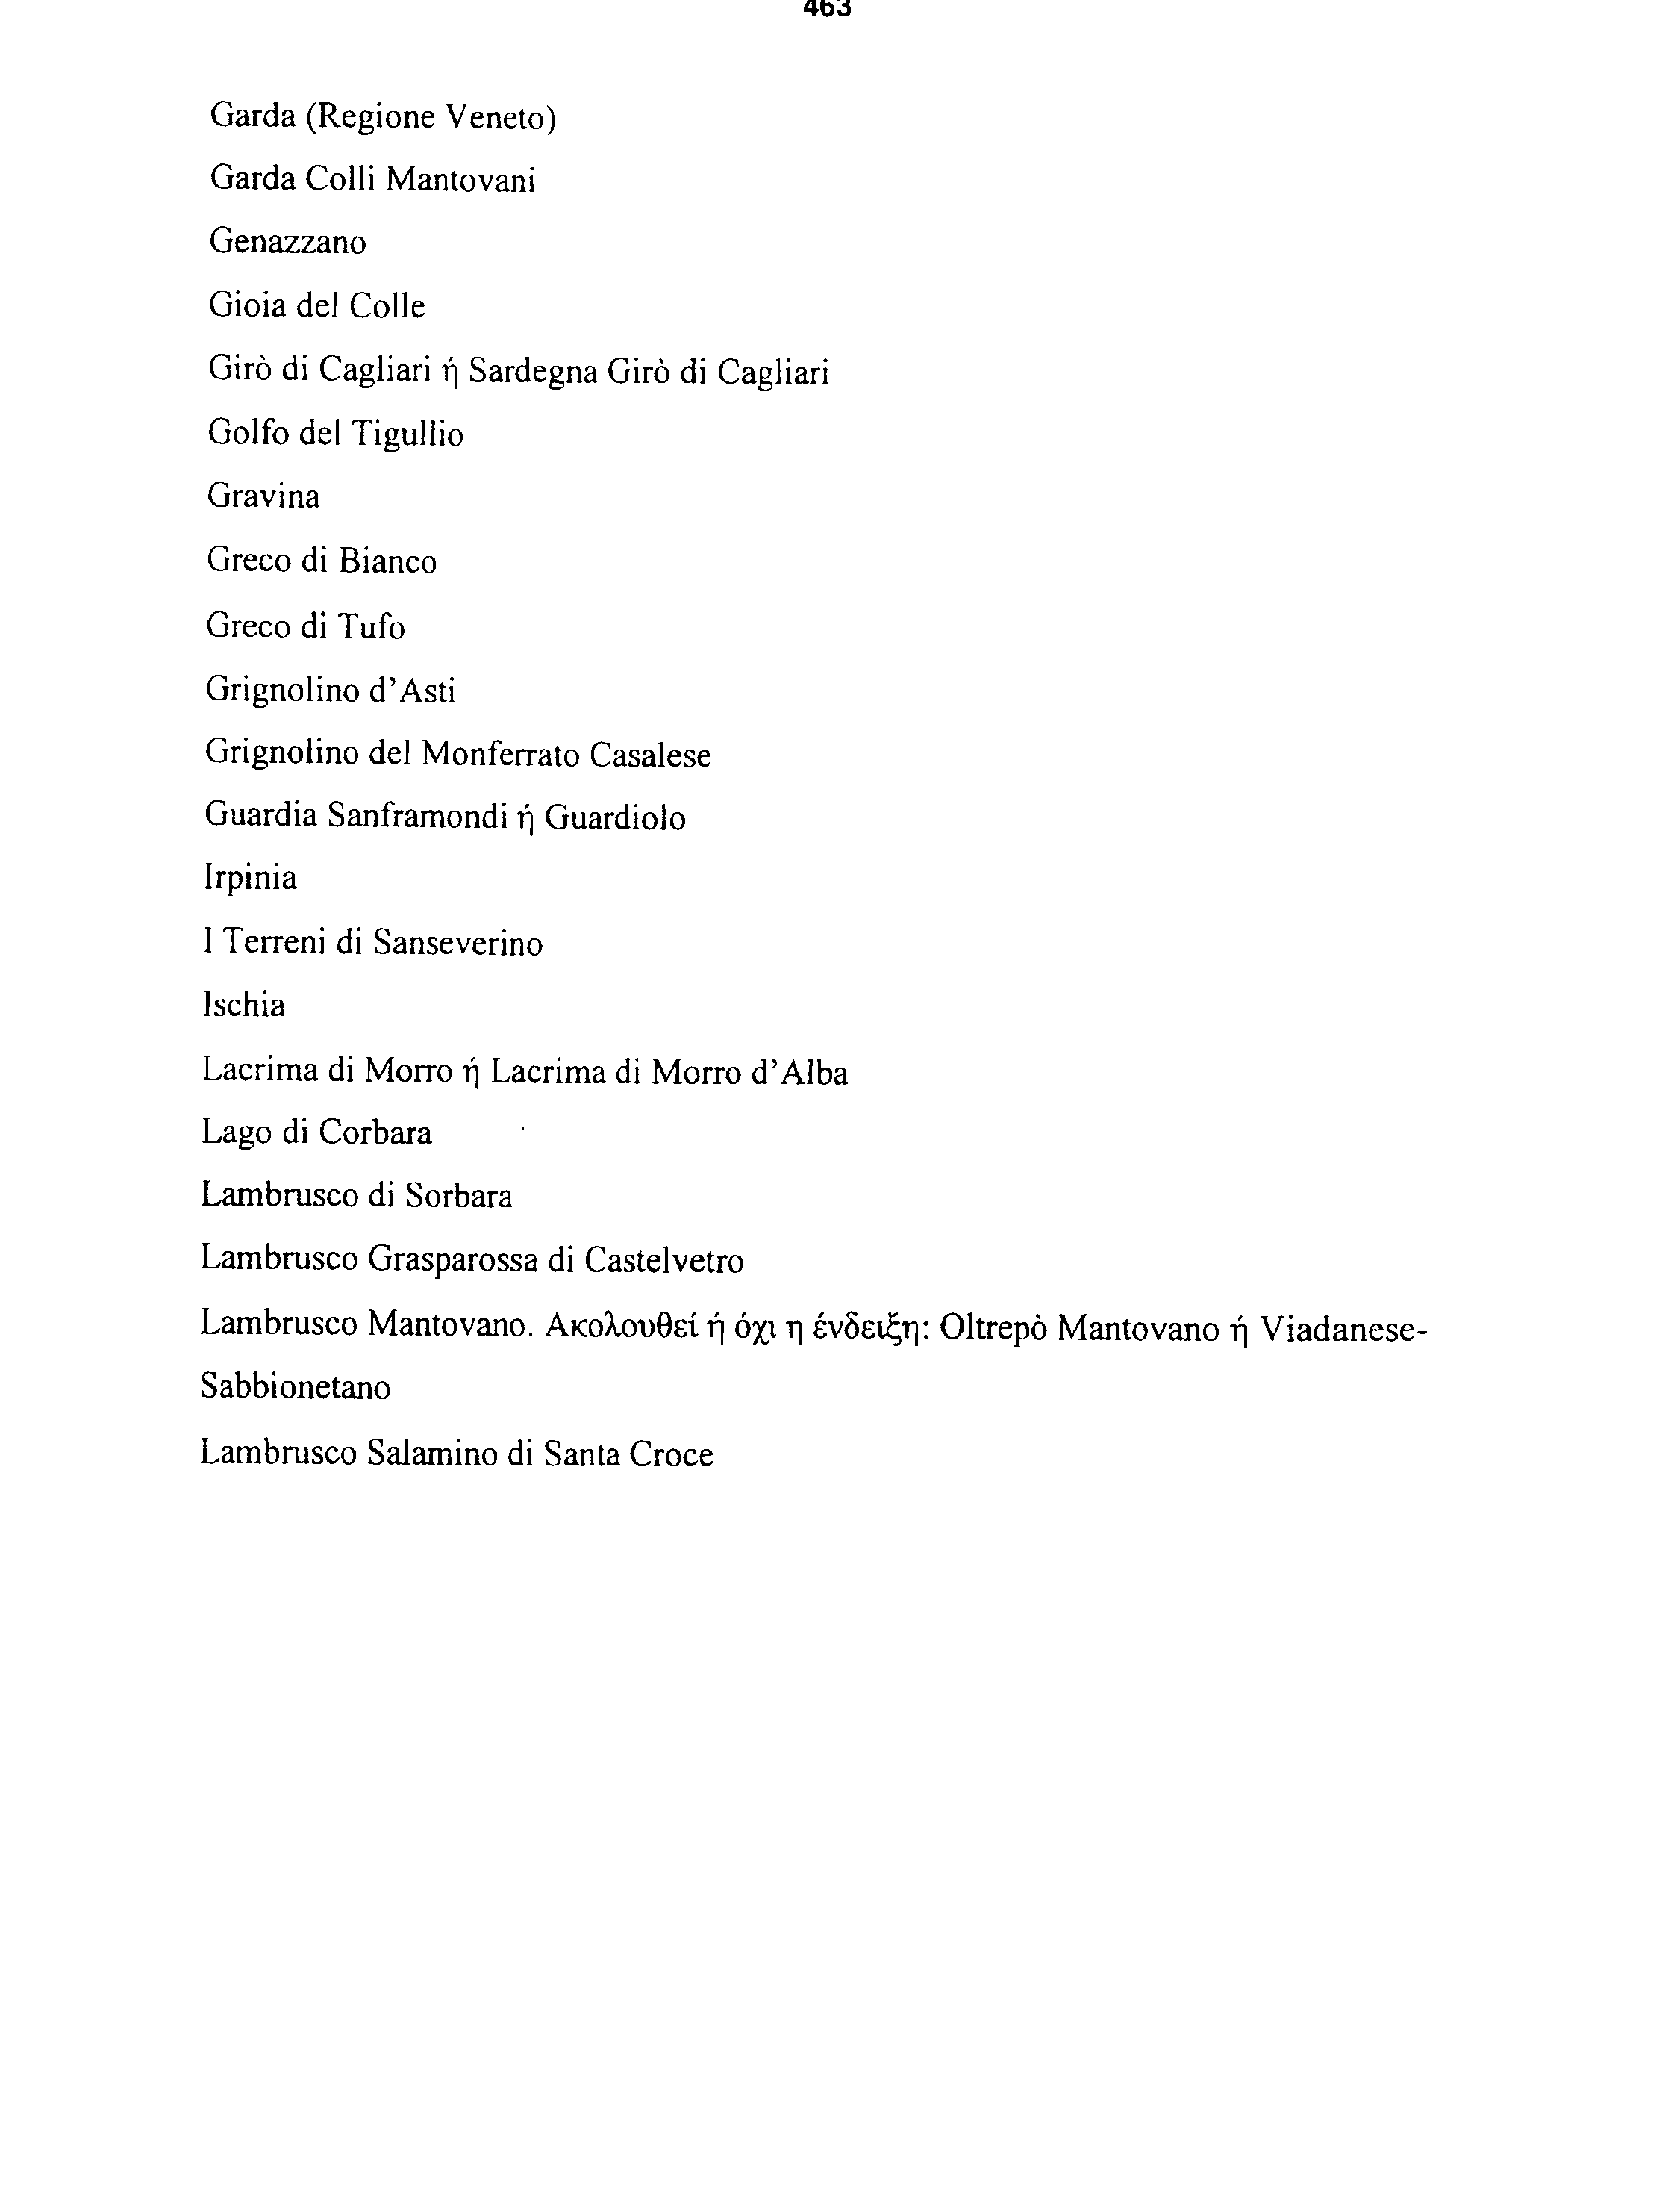 463
Garda (Regione Veneto)
Garda Colli Mantovani
Genazzano
Gioia del Colle
Girò di Cagliari ή Sardegna Girò di Cagliari
Golfo del Tigullio
Gravina
Greco di Bianco
Greco di Tufo
Grignolino d’Asti
Grignolino del Monferrato Casalese
Guardia Sanframondi ή Guardiolo
Irpinia
I Terreni di Sanseverino
Ischia
Lacrima di Morro ή Lacrima di Morro d’Alba
Lago di Corbara
Lambrusco di Sorbara
Lambrusco Grasparossa di Castelvetro
Lambrusco Mantovano. Ακολουθεί ή όχι η ένδειξη: Oltrepò Mantovano ή Viadanese-
Sabbionetano
Lambrusco Salamino di Santa Croce